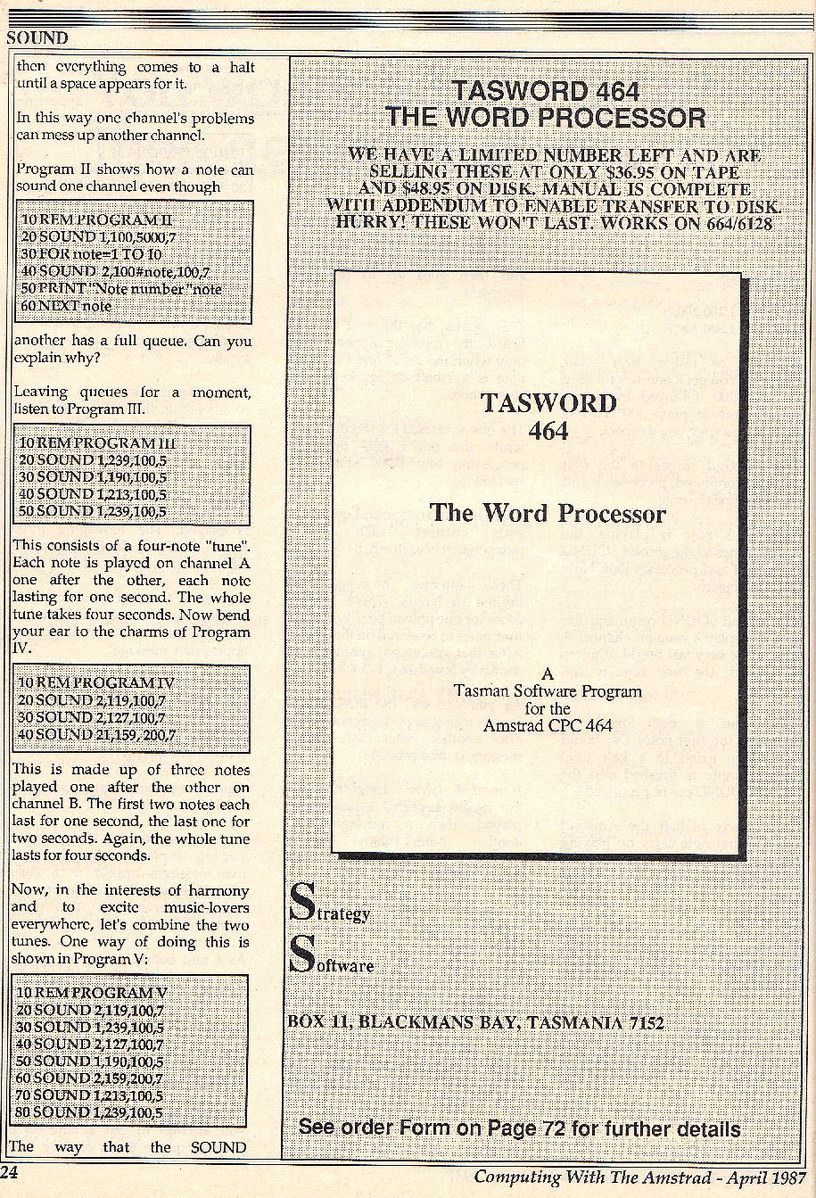 SOUND
then everything comes to a halt
until a space appears for it.
In this way one channel's problems
can mess up another channel.
Program II shows how a note can
sound one channel even though
10 REM PROGRAM II
20 SOUND 1,100,5000,7
30 FOR note=1 TO 10
40 SOUND 2,100#note,100,7
50 PRINT "Note number "note
60 NEXT note
another has a full queue. Can you
explain why?
Leaving queues for a moment,
listen to Program III.
10 REM PROGRAM III
20 SOUND 1,239,100,5
30 SOUND 1,190,100,5
40 SOUND 1,213,100,5
50 SOUND 1,239,100,5
This consists of a four-note "tune".
Each note is played on channel A
one after the other, each note
lasting for one second. The whole
tune takes four seconds. Now bend
your ear to the charms of Program
IV.
10 REM PROGRAM IV
20 SOUND 2,119,100,7
30 SOUND 2,127,100,7
40 SOUND 21,159, 200,7
This is made up of three notes
played one after the other on
channel B. The first two notes each
last for one second, the last one for
two seconds. Again, the whole tune
lasts for four seconds.
Now, in the interests of harmony
and to excite music-lovers
everywhere, let's combine the two
tunes. One way of doing this is
shown in Program V:
10 REM PROGRAM V
20 SOUND 2,119,100,7
30 SOUND 1,239,100,5
40 SOUND 2,127,100,7
50 SOUND 1,190,100,5
60 SOUND 2,159,200,7
70 SOUND 1,213,100,5
80 SOUND 1,239,100,5
The way that the SOUND
TASWORD 464
THE WORD PROCESSOR
WE HAVE A LIMITED NUMBER LEFT AND ARE
SELLING THESE AT ONLY $36.95 ON TAPE
AND $48.95 ON DISK. MANUAL IS COMPLETE
WITH ADDENDUM TO ENABLE TRANSFER TO DISK.
HURRY! THESE WON'T LAST. WORKS ON 664/6128
TASWORD
464
The Word Processor
A
Tasman Software Program
for the
Amstrad CPC 464
Strategy
Software
BOX 11, BLACKMANS BAY, TASMANIA 7152
See order Form on Page 72 for further details
24
Computing With The Amstrad - April 1987